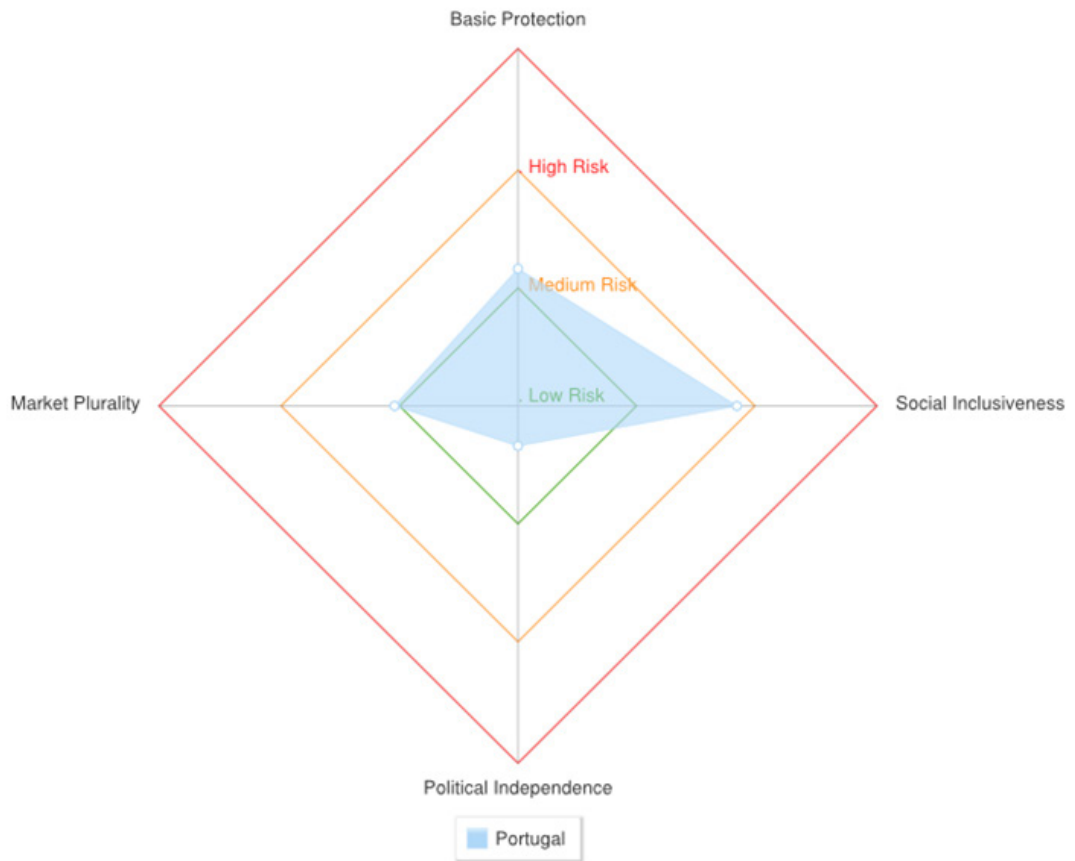 Basic Protection
High Risk
Medium Risk
Low Risk
Market Plurality
Social Inclusiveness
Political Independence
Portugal